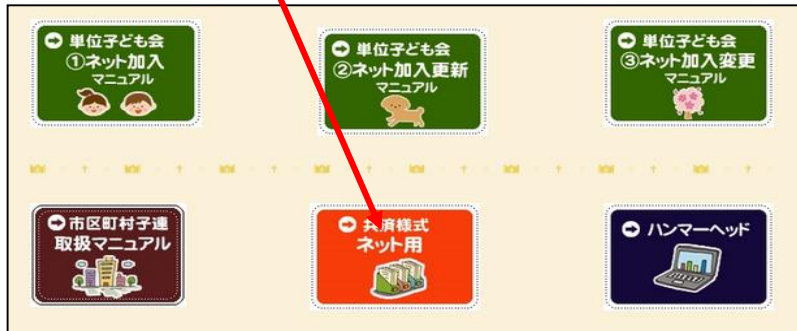 単位子ども会
①ネット加入
マニュアル
単位子ども会
②ネット加入更新
マニュアル
単位子ども会
③ネット加入変更
マニュアル
市区町村子連
取扱マニュアル
共済様式
ネット用
ハンマーヘッド